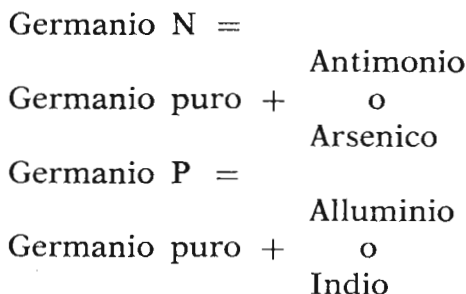 Germanio N =
Antimonio
Germanio puro + o
Arsenico
Germanio P =
Alluminio
Germanio puro + o
Indio